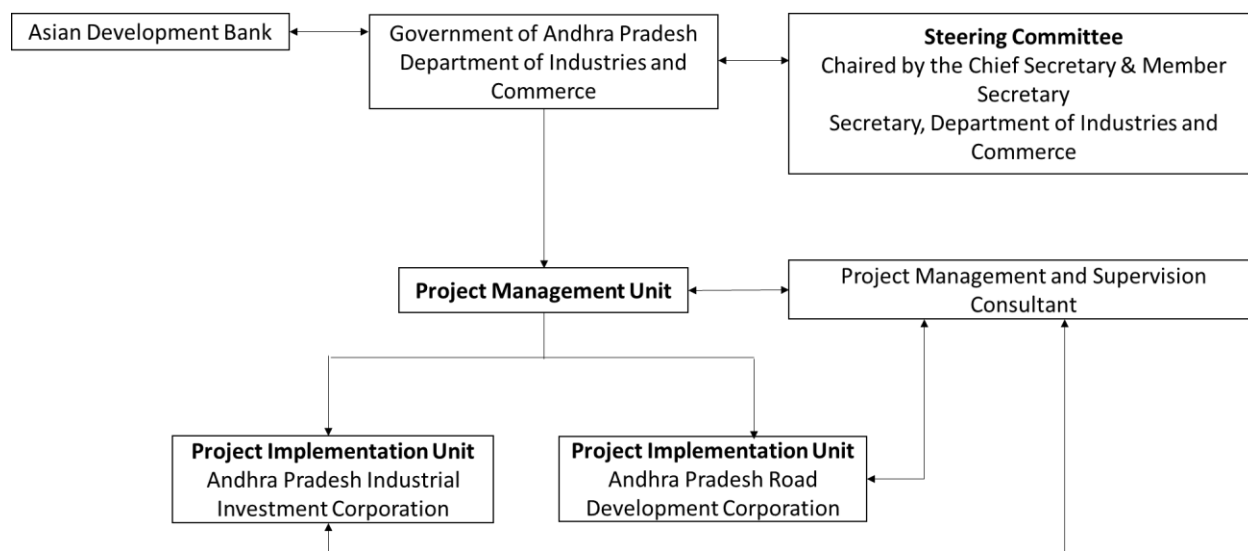 Asian Development Bank
Government of Andhra Pradesh
Department of Industries and
Commerce
Steering Committee
Chaired by the Chief Secretary & Member
Secretary
Secretary, Department of Industries and
Commerce
Project Management Unit
Project Management and Supervision
Consultant
Project Implementation Unit
Andhra Pradesh Industrial
Investment Corporation
Project Implementation Unit
Andhra Pradesh Road
Development Corporation